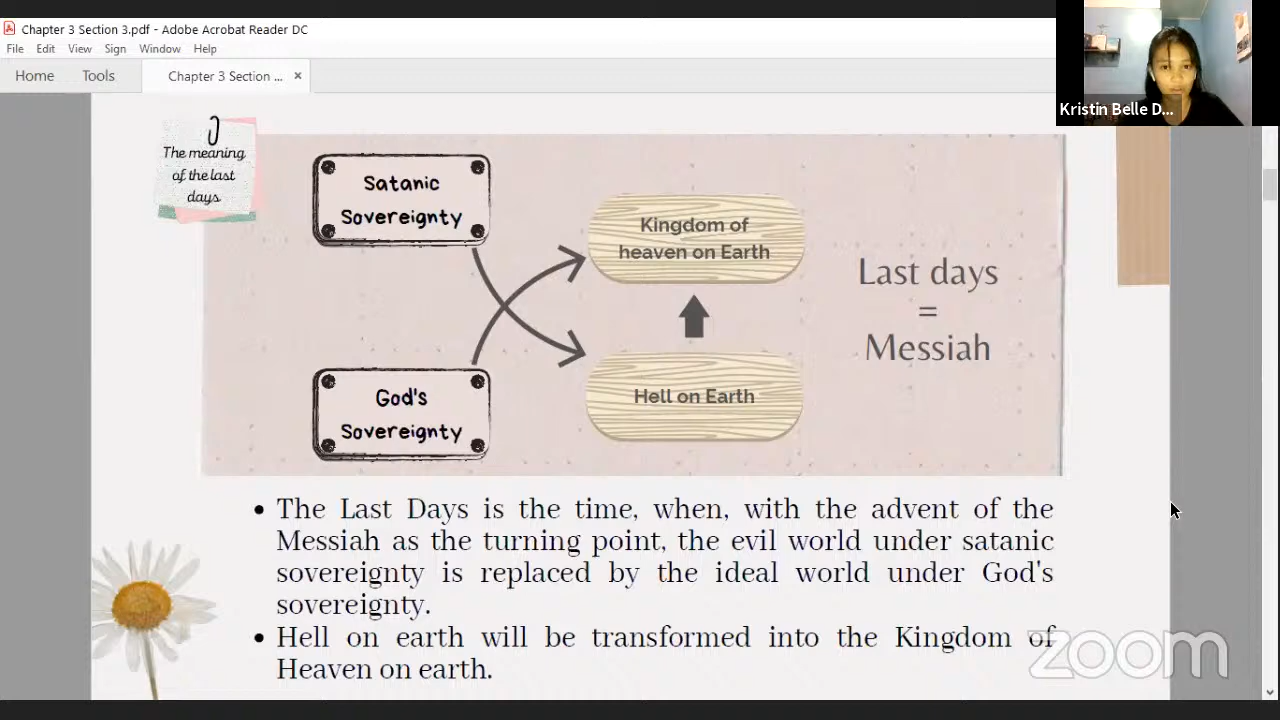 Chapter 3 Section 3.pdf - Adobe Acrobat Reader DC
File Edit View Sign Window Help
Home Tools Chapter 3 Section ... ×
Kristin Belle D...
The meaning
of the last
days
Satanic
Sovereignty
Kingdom of
heaven on Earth
Last days
=
Messiah
God's
Sovereignty
Hell on Earth
• The Last Days is the time, when, with the advent of the
Messiah as the turning point, the evil world under satanic
sovereignty is replaced by the ideal world under God's
sovereignty.
• Hell on earth will be transformed into the Kingdom of
Heaven on earth.
zoom